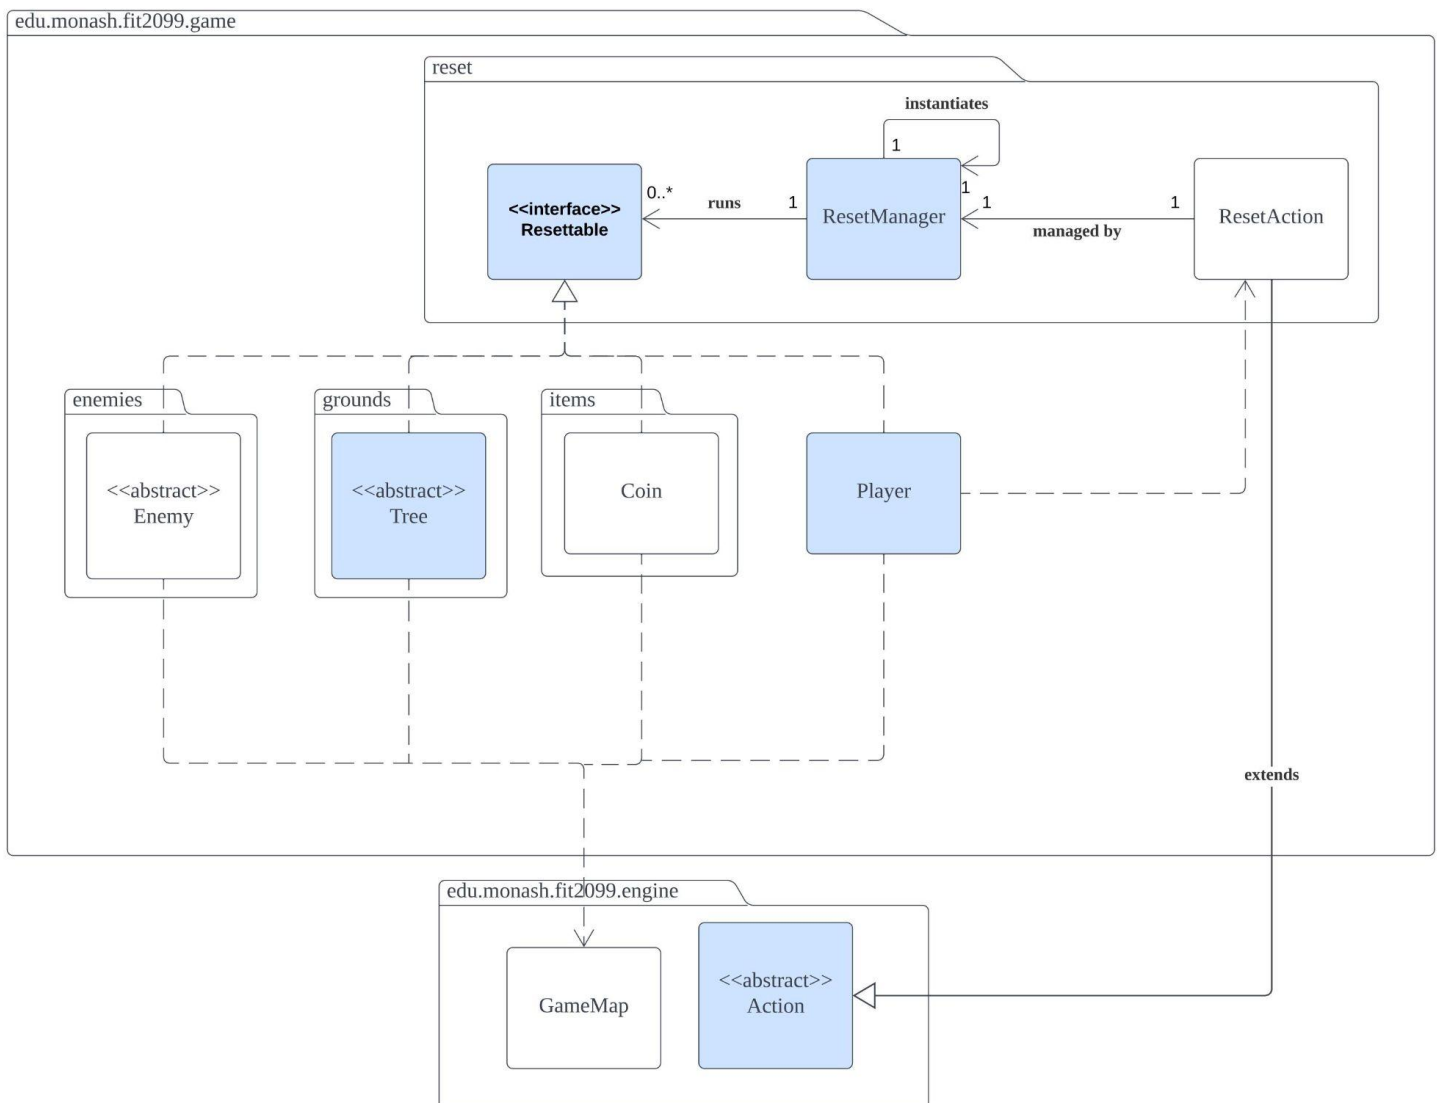 edu.monash.fit2099.game
reset
instantiates
1
1
<<interface>>
Resettable
0..*
runs
1
ResetManager
1
managed by
1
ResetAction
enemies
<<abstract>>
Enemy
grounds
<<abstract>>
Tree
items
Coin
Player
extends
edu.monash.fit2099.engine
GameMap
<<abstract>>
Action